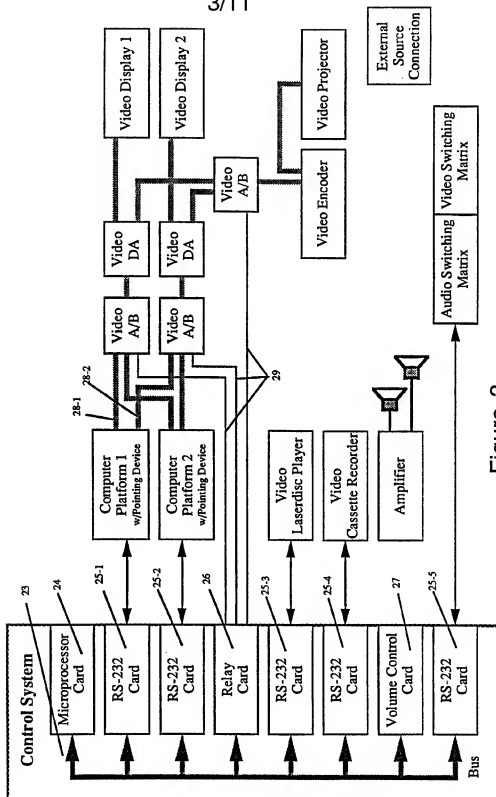 3/11
Control System
23
Microprocessor
Card
24
RS-232
Card
25-1
RS-232
Card
25-2
Relay
Card
26
RS-232
Card
25-3
RS-232
Card
25-4
Volume Control
Card
27
RS-232
Card
25-5
Bus
Computer
Platform 1
w/Pointing Device
Computer
Platform 2
w/Pointing Device
28-1
28-2
29
Video
Laserdisc Player
Video
Cassette Recorder
Amplifier
Video
A/B
Video
A/B
Video
DA
Video
DA
Video
A/B
Video Display 1
Video Display 2
Video Encoder
Video Projector
External
Source
Connection
Audio Switching
Matrix
Video Switching
Matrix